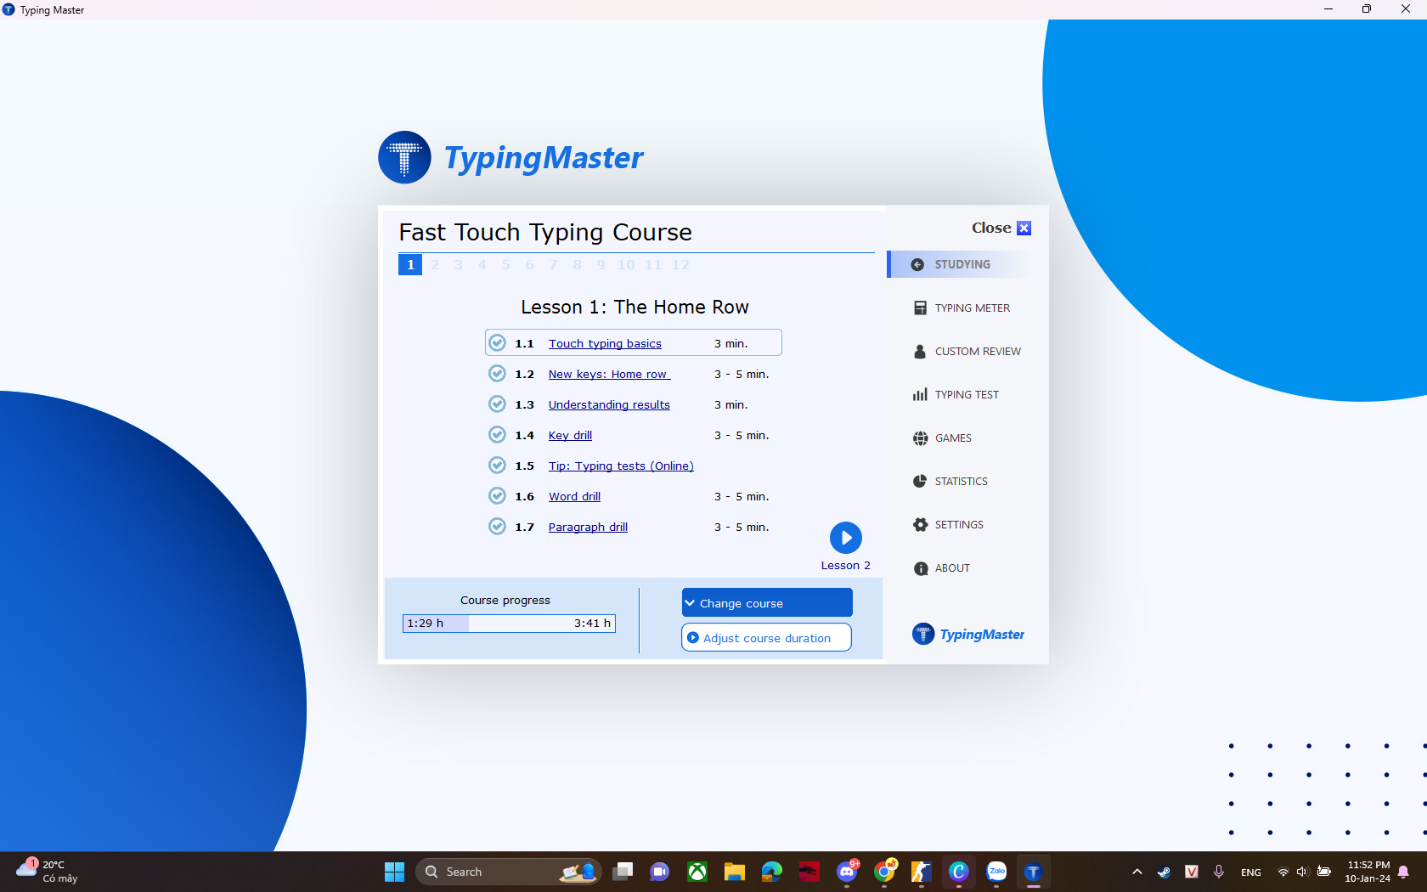 Typing Master
TypingMaster
Fast Touch Typing Course
Close
1 2 3 4 5 6 7 8 9 10 11 12
STUDYING
Lesson 1: The Home Row
TYPING METER
1.1 Touch typing basics 3 min.
CUSTOM REVIEW
1.2 New keys: Home row 3 - 5 min.
1.3 Understanding results 3 min.
TYPING TEST
1.4 Key drill 3 - 5 min.
GAMES
1.5 Tip: Typing tests (Online)
STATISTICS
1.6 Word drill 3 - 5 min.
1.7 Paragraph drill 3 - 5 min.
SETTINGS
Lesson 2
ABOUT
Course progress
Change course
1:29 h 3:41 h
Adjust course duration
TypingMaster
1
20°C
Có mây
Search
9+
Zalo
V
ENG
11:52 PM
10-Jan-24